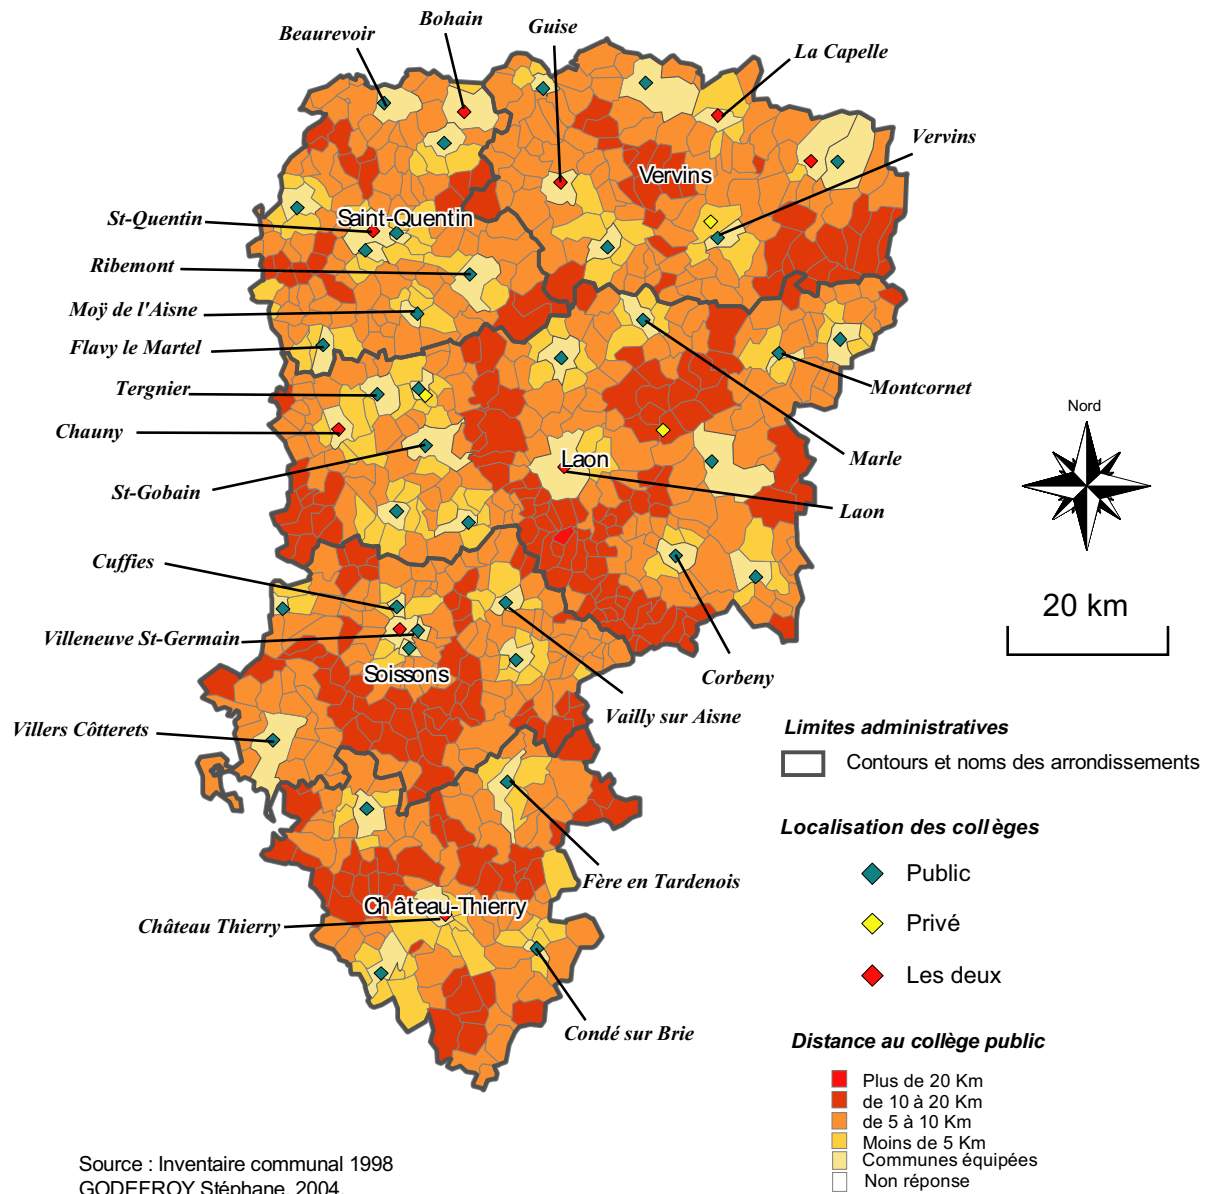 Beaurevoir
Bohain
Guise
La Capelle
Vervins
Vervins
St-Quentin
Saint-Quentin
Ribemont
Moÿ de l'Aisne
Flavy le Martel
Tergnier
Montcornet
Nord
Chauny
Marle
Laon
St-Gobain
Laon
Cuffies
20 km
Villeneuve St-Germain
Soissons
Corbeny
Vailly sur Aisne
Villers Côtterets
Limites administratives
Contours et noms des arrondissements
Localisation des collèges
Public
Fère en Tardenois
Privé
Château-Thierry
Château Thierry
Les deux
Condé sur Brie
Distance au collège public
Plus de 20 Km
de 10 à 20 Km
de 5 à 10 Km
Moins de 5 Km
Communes équipées
Non réponse
Source : Inventaire communal 1998
GODEFROY Stéphane, 2004